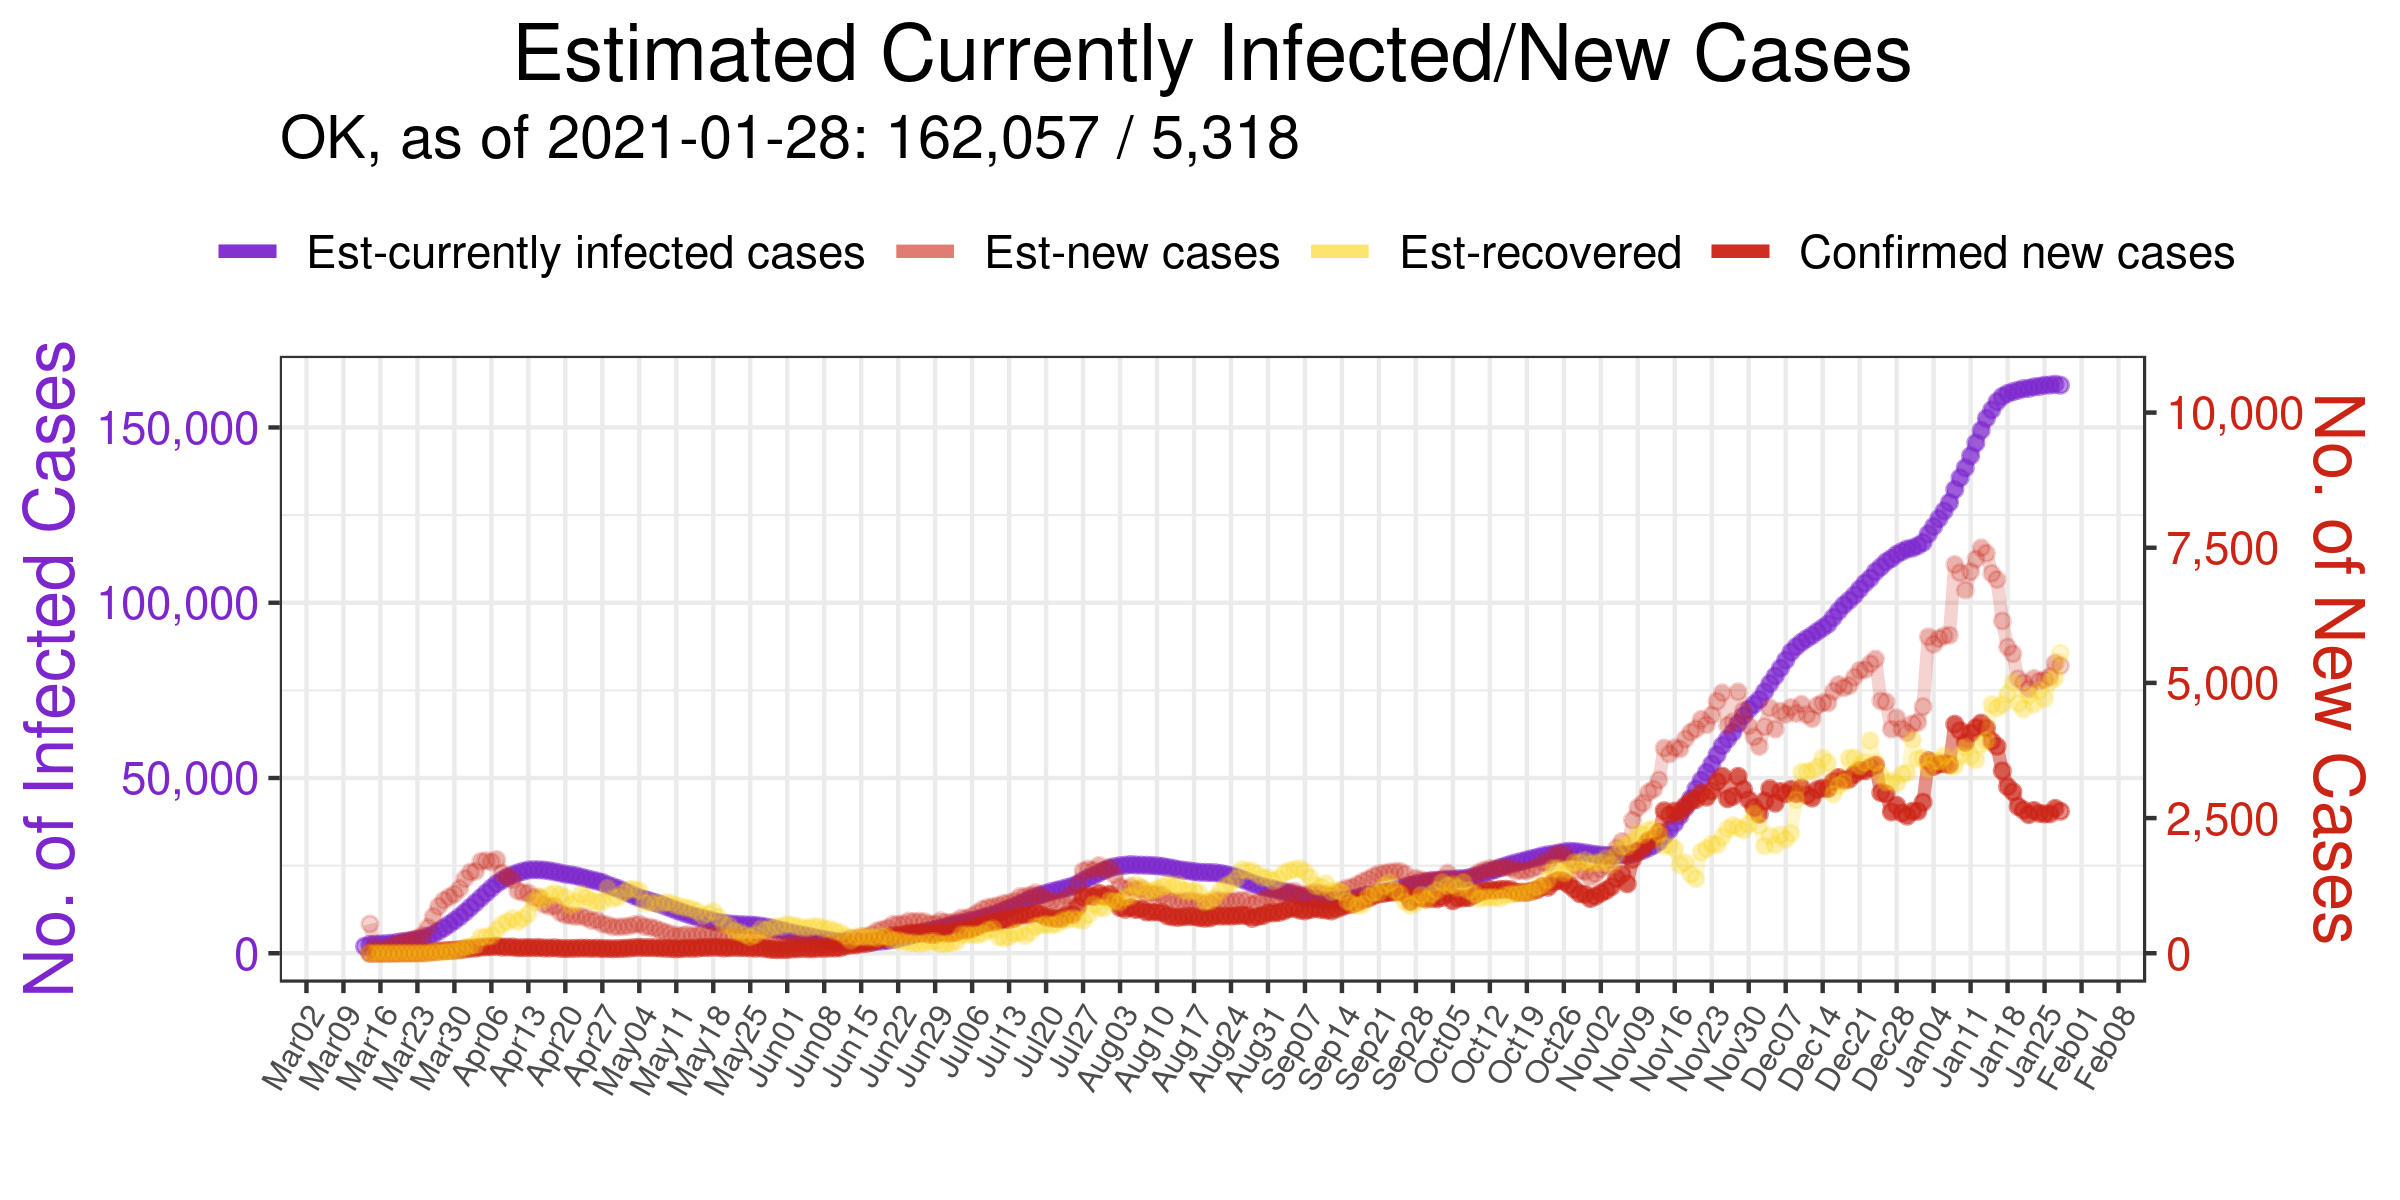 Estimated Currently Infected/New Cases
OK, as of 2021-01-28: 162,057 / 5,318
Est-currently infected cases Est-new cases Est-recovered Confirmed new cases
No. of Infected Cases
150,000
100,000
50,000
0
10,000
7,500
5,000
2,500
0
No. of New Cases
Mar02 Mar09 Mar16 Mar23 Mar30 Apr06 Apr13 Apr20 Apr27 May04 May11 May18 May25 Jun01 Jun08 Jun15 Jun22 Jun29 Jul06 Jul13 Jul20 Jul27 Aug03 Aug10 Aug17 Aug24 Aug31 Sep07 Sep14 Sep21 Sep28 Oct05 Oct12 Oct19 Oct26 Nov02 Nov09 Nov16 Nov23 Nov30 Dec07 Dec14 Dec21 Dec28 Jan04 Jan11 Jan18 Jan25 Feb01 Feb08